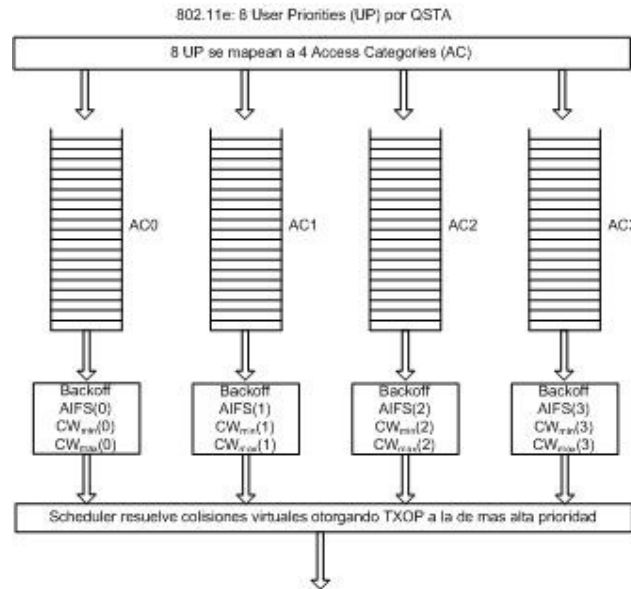 802.11e: 8 User Priorities (UP) por QSTA
8 UP se mapean a 4 Access Categories (AC)
AC0
AC1
AC2
AC3
Backoff
AIFS(0)
CWmin(0)
CWmax(0)
Backoff
AIFS(1)
CWmin(1)
CWmax(1)
Backoff
AIFS(2)
CWmin(2)
CWmax(2)
Backoff
AIFS(3)
CWmin(3)
CWmax(3)
Scheduler resuelve colisiones virtuales otorgando TXOP a la de mas alta prioridad